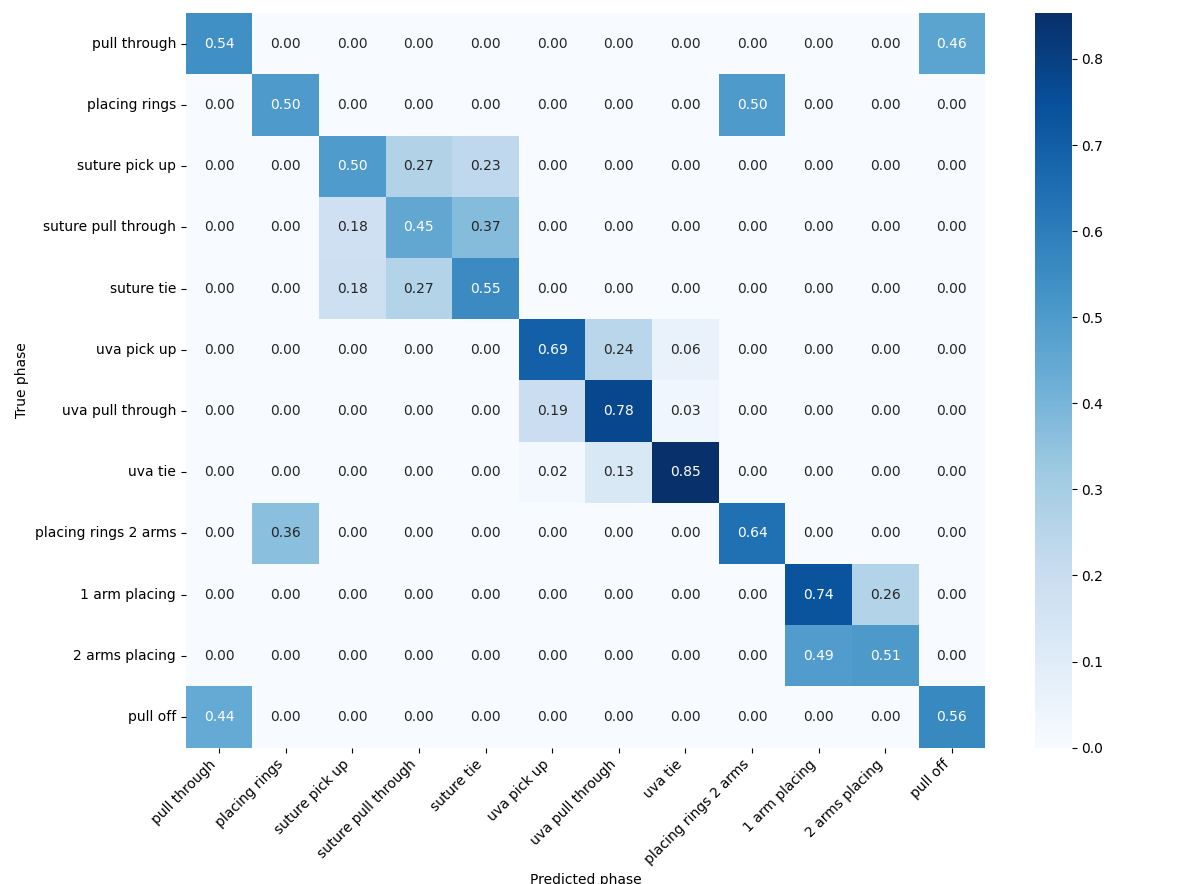 pull through 0.54 0.00 0.00 0.00 0.00 0.00 0.00 0.00 0.00 0.00 0.00 0.46
placing rings 0.00 0.50 0.00 0.00 0.00 0.00 0.00 0.00 0.50 0.00 0.00 0.00
suture pick up 0.00 0.00 0.50 0.27 0.23 0.00 0.00 0.00 0.00 0.00 0.00 0.00
suture pull through 0.00 0.00 0.18 0.45 0.37 0.00 0.00 0.00 0.00 0.00 0.00 0.00
suture tie 0.00 0.00 0.18 0.27 0.55 0.00 0.00 0.00 0.00 0.00 0.00 0.00
uva pick up 0.00 0.00 0.00 0.00 0.00 0.69 0.24 0.06 0.00 0.00 0.00 0.00
uva pull through 0.00 0.00 0.00 0.00 0.00 0.19 0.78 0.03 0.00 0.00 0.00 0.00
uva tie 0.00 0.00 0.00 0.00 0.00 0.02 0.13 0.85 0.00 0.00 0.00 0.00
placing rings 2 arms 0.00 0.36 0.00 0.00 0.00 0.00 0.00 0.00 0.64 0.00 0.00 0.00
1 arm placing 0.00 0.00 0.00 0.00 0.00 0.00 0.00 0.00 0.00 0.74 0.26 0.00
2 arms placing 0.00 0.00 0.00 0.00 0.00 0.00 0.00 0.00 0.00 0.49 0.51 0.00
pull off 0.44 0.00 0.00 0.00 0.00 0.00 0.00 0.00 0.00 0.00 0.00 0.56
True phase
pull through
placing rings
suture pick up
suture pull through
suture tie
uva pick up
uva pull through
uva tie
placing rings 2 arms
1 arm placing
2 arms placing
pull off
Predicted phase
0.8
0.7
0.6
0.5
0.4
0.3
0.2
0.1
0.0